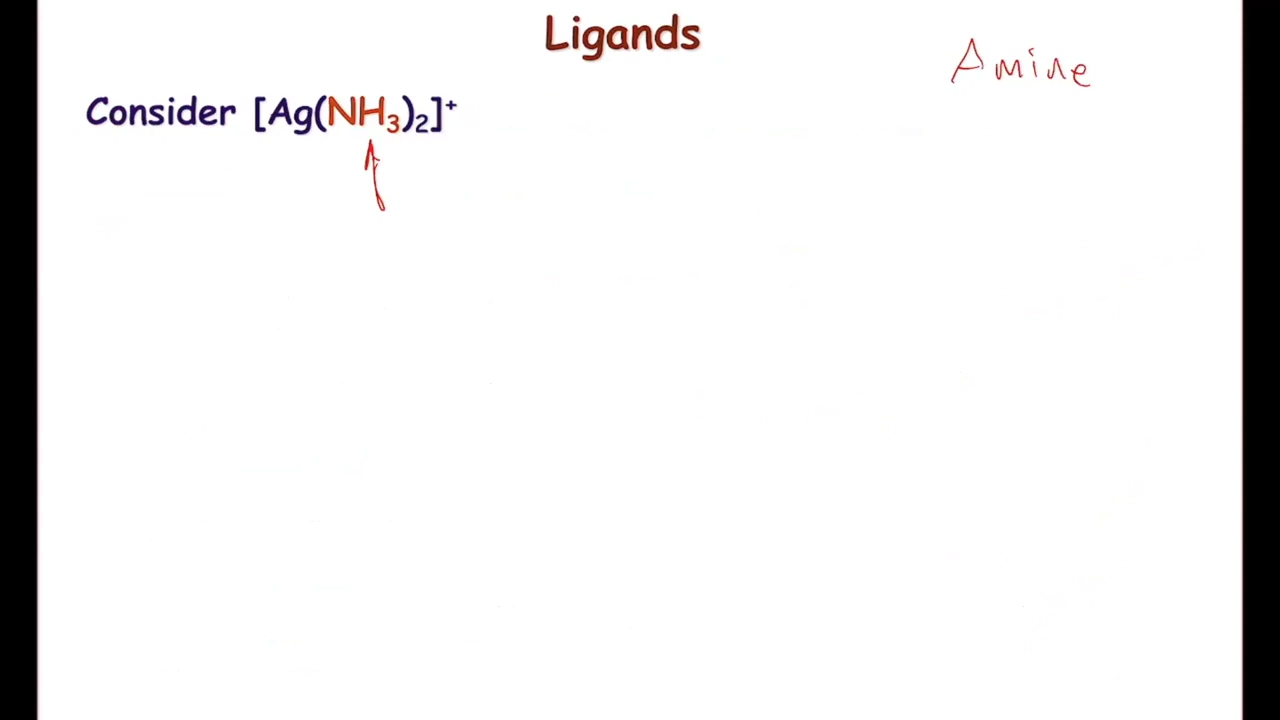 Ligands
Amine
Consider [Ag(NH₃)₂]⁺